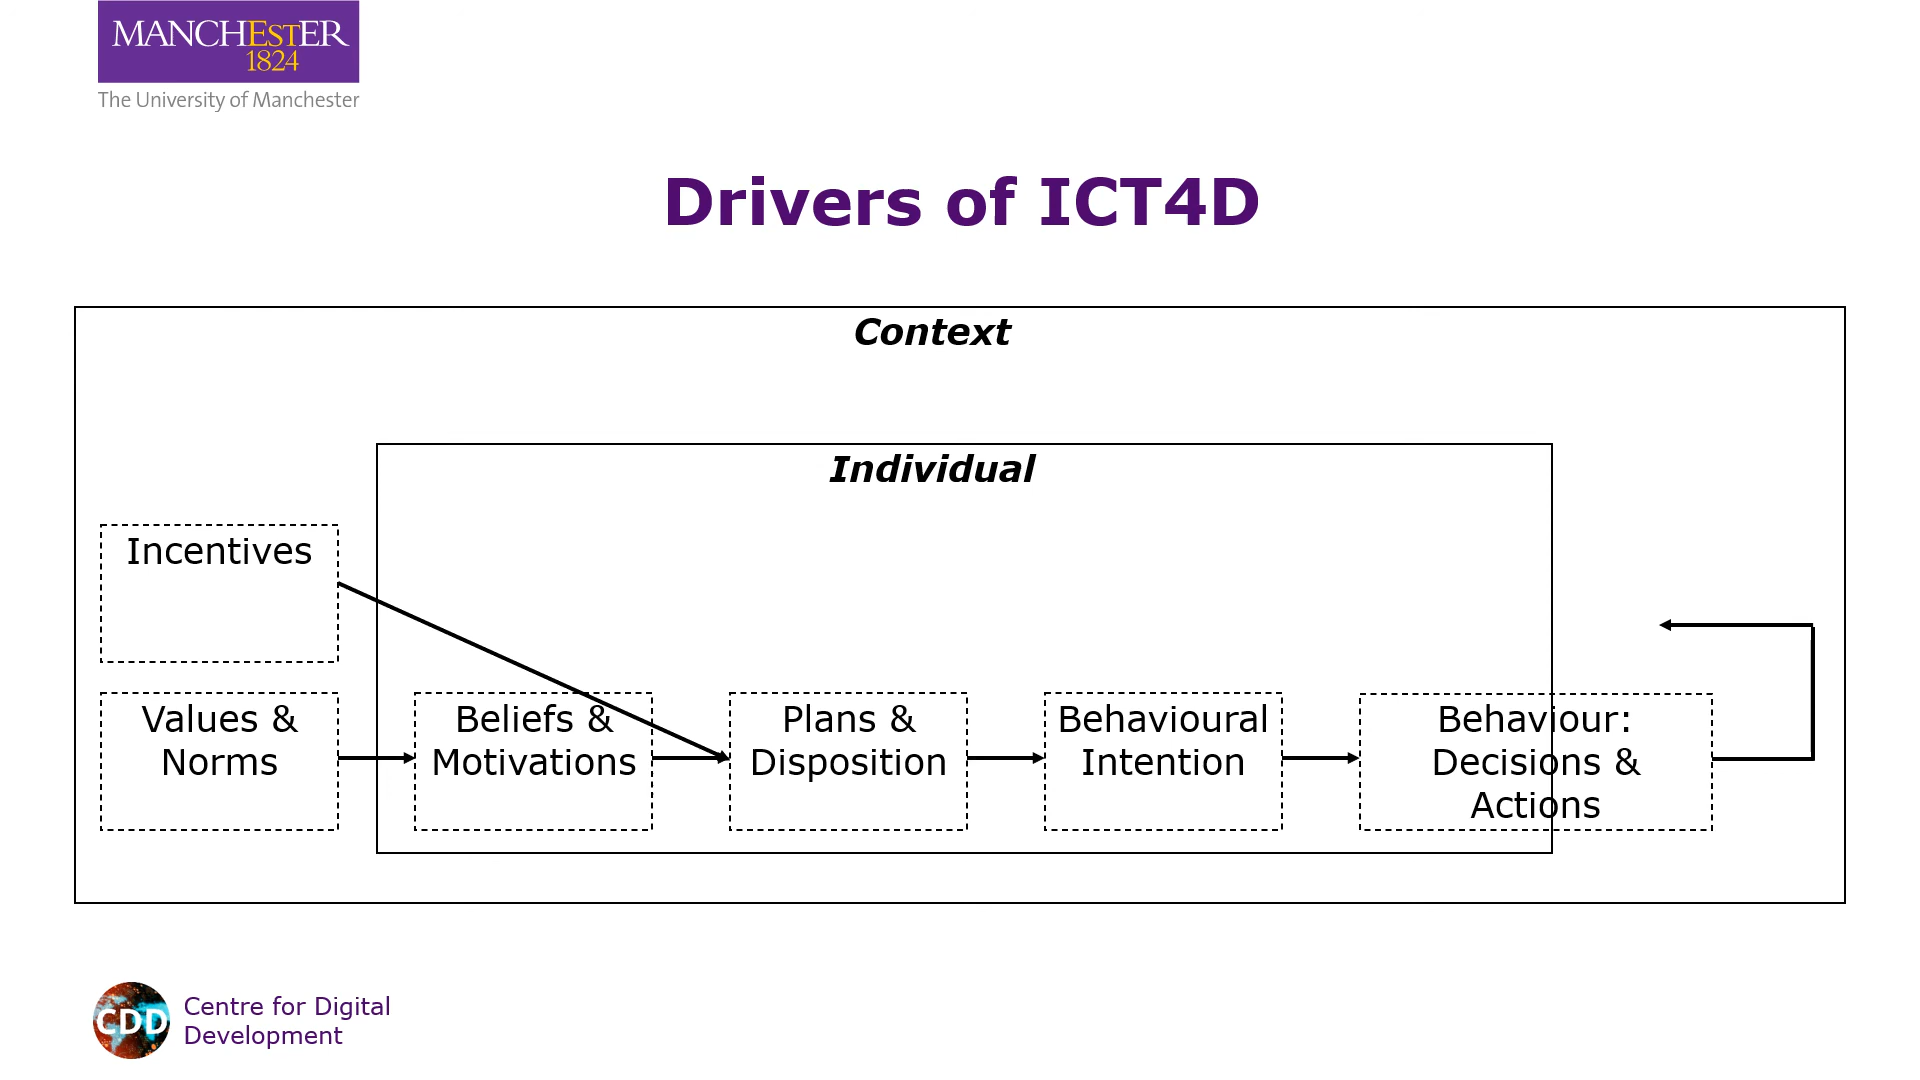 MANCHESTER
1824
The University of Manchester
Drivers of ICT4D
Context
Individual
Incentives
Values &
Norms
Beliefs &
Motivations
Plans &
Disposition
Behavioural
Intention
Behaviour:
Decisions &
Actions
CDD
Centre for Digital
Development